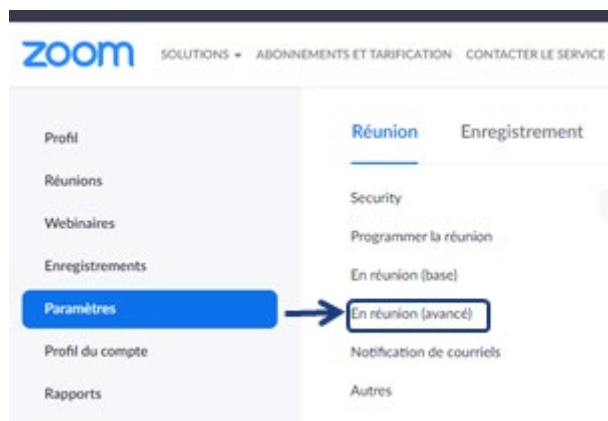 zoom SOLUTIONS ABONNEMENTS ET TARIFICATION CONTACTER LE SERVICE
Profil
Réunions
Webinaires
Enregistrements
Paramètres
Profil du compte
Rapports
Réunion Enregistrement
Security
Programmer la réunion
En réunion (base)
En réunion (avancé)
Notification de courriels
Autres